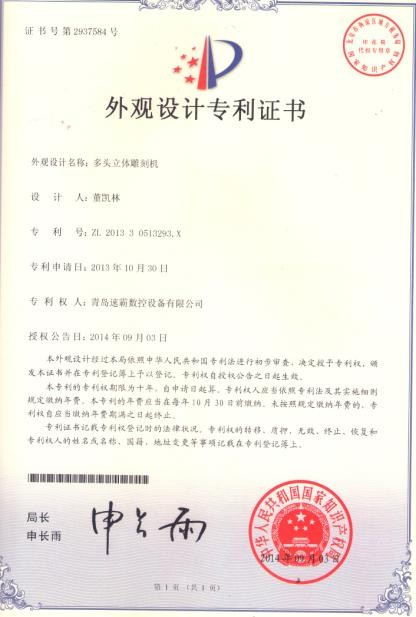 证书号第2937584号
外观设计专利证书
外观设计名称：多头立体雕刻机
设计人：董凯林
专利号：ZL 2013 3 0513293.X
专利申请日：2013年10月30日
专利权人：青岛速霸数控设备有限公司
授权公告日：2014年09月03日
本外观设计经过本局依照中华人民共和国专利法进行初步审查，决定授予专利权，颁
发本证书并在专利登记簿上予以登记。专利权自授权公告之日起生效。
本专利的专利权期限为十年，自申请日起算。专利权人应当依照专利法及其实施细则
规定缴纳年费。本专利的年费应当在每年10月30日前缴纳。未按照规定缴纳年费的，专
利权自应当缴纳年费期满之日起终止。
专利证书记载专利权登记时的法律状况。专利权的转移、质押、无效、终止、恢复和
专利权人的姓名或名称、国籍、地址变更等事项记载在专利登记簿上。
局长
申长雨
申长雨
中华人民共和国国家知识产权局
2014年09月03日
第1页（共1页）